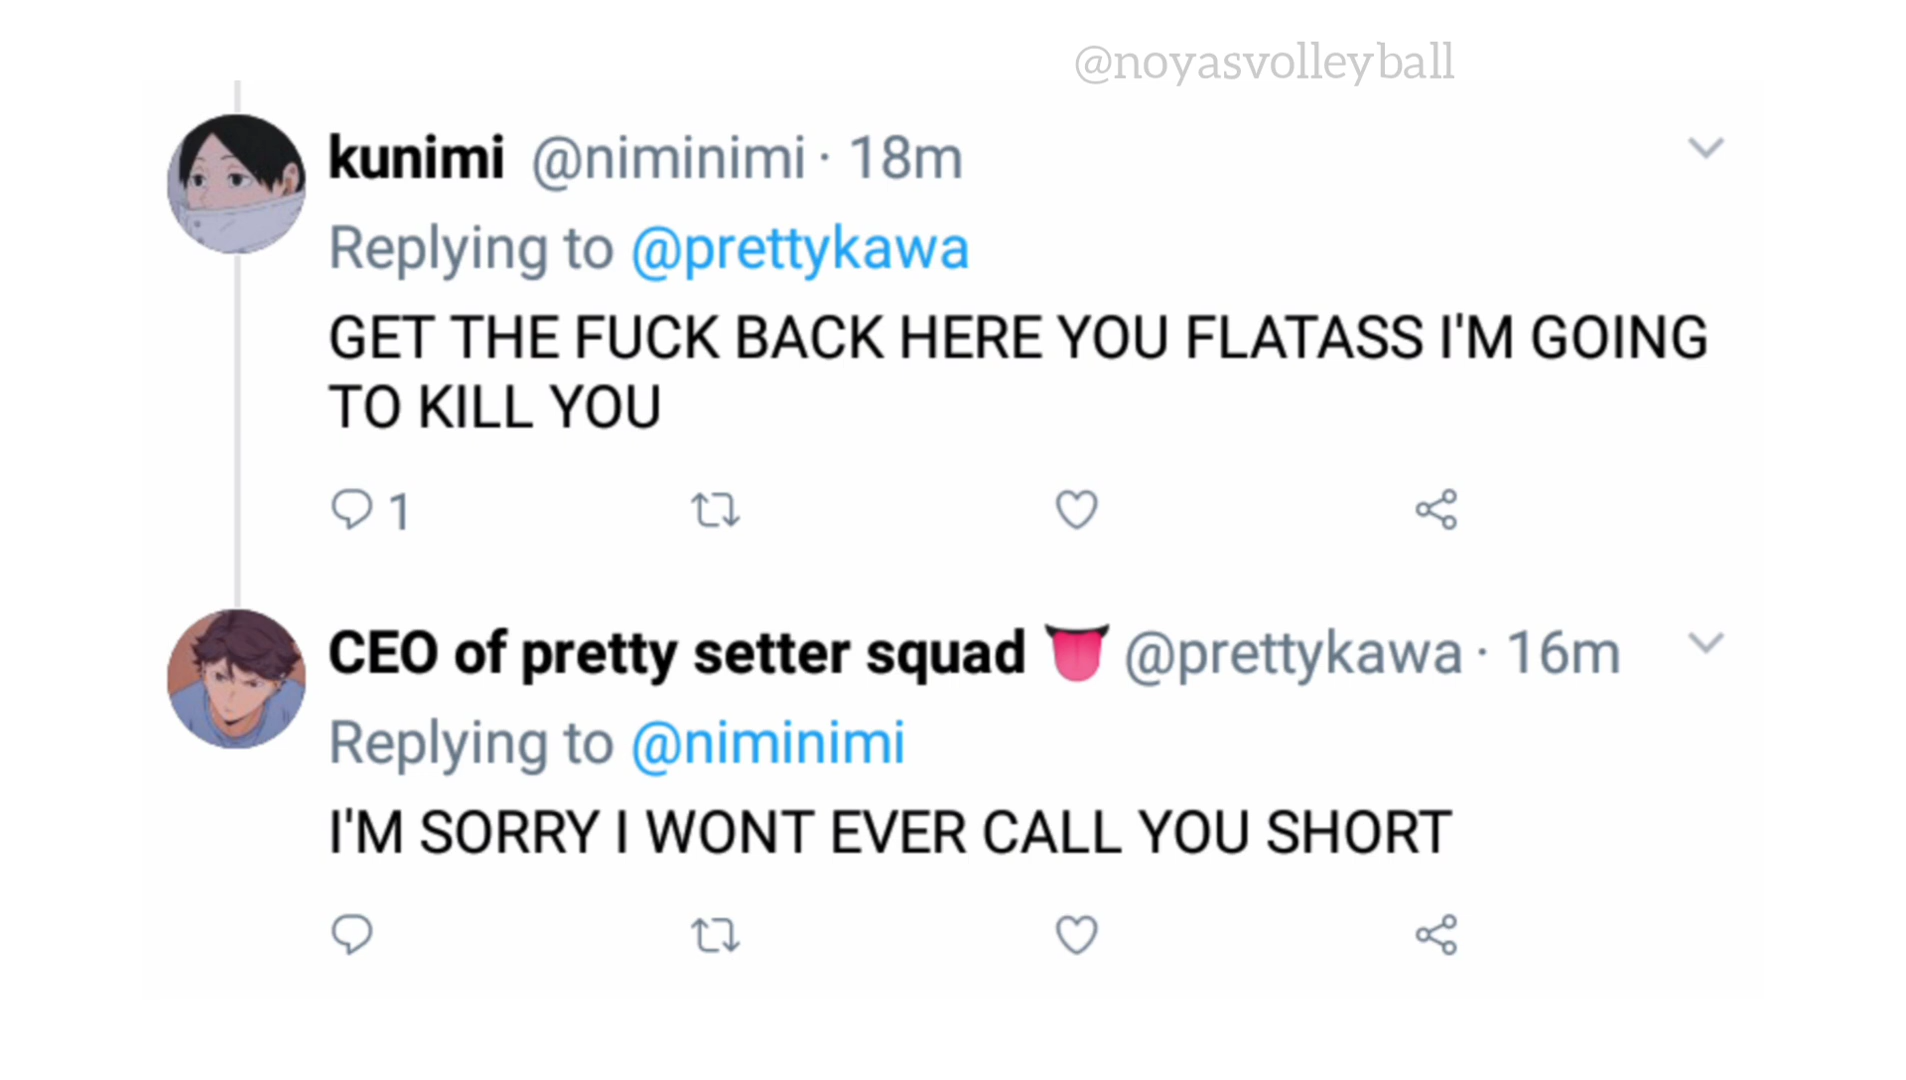 @noyasvolleyball
kunimi @niminimi · 18m
Replying to @prettykawa
GET THE FUCK BACK HERE YOU FLATASS I'M GOING
TO KILL YOU
1
CEO of pretty setter squad 👅 @prettykawa · 16m
Replying to @niminimi
I'M SORRY I WONT EVER CALL YOU SHORT